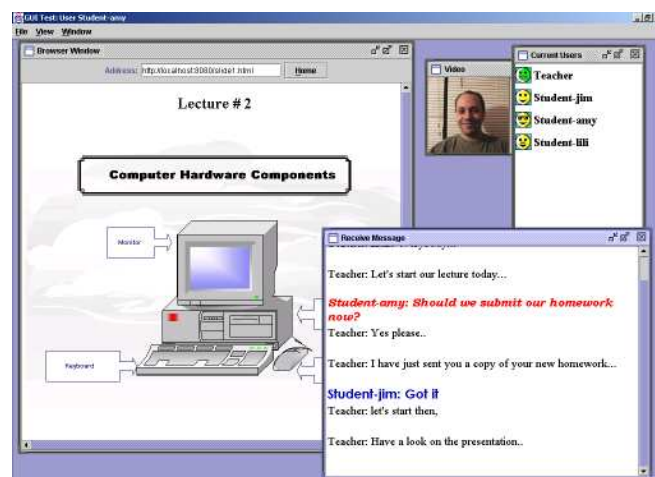 GUI Test: User Student-amy
File View Window
Browser Window
Address: http://localhost:8080/slide1.html Home
Lecture # 2
Computer Hardware Components
Monitor
Keyboard
Video
Current Users
Teacher
Student-jim
Student-amy
Student-lili
Receive Message
Teacher: Let's start our lecture today...
Student-amy: Should we submit our homework
now?
Teacher: Yes please..
Teacher: I have just sent you a copy of your new homework...
Student-jim: Got it
Teacher: let's start then,
Teacher: Have a look on the presentation..